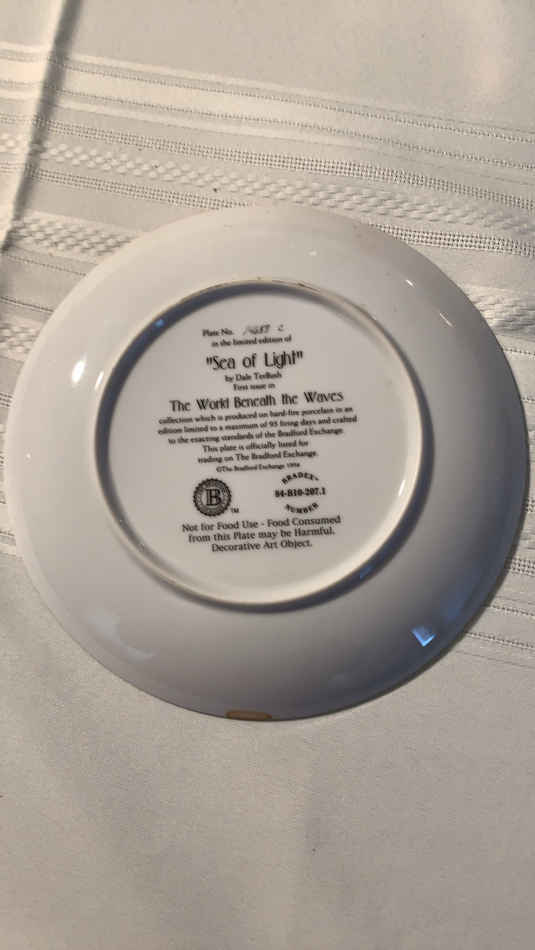 Plate No.
in the limited edition of
"Sea of Light"
by Dale TerBush
First issue in
The World Beneath the Waves
collection which is produced on hard-fire porcelain in an
edition limited to a maximum of 95 firing days and crafted
to the exacting standards of the Bradford Exchange.
This plate is officially listed for
trading on The Bradford Exchange.
©The Bradford Exchange 1994
B TM
BRADEX®
84-B10-207.1
NUMBER
Not for Food Use - Food Consumed
from this Plate may be Harmful.
Decorative Art Object.